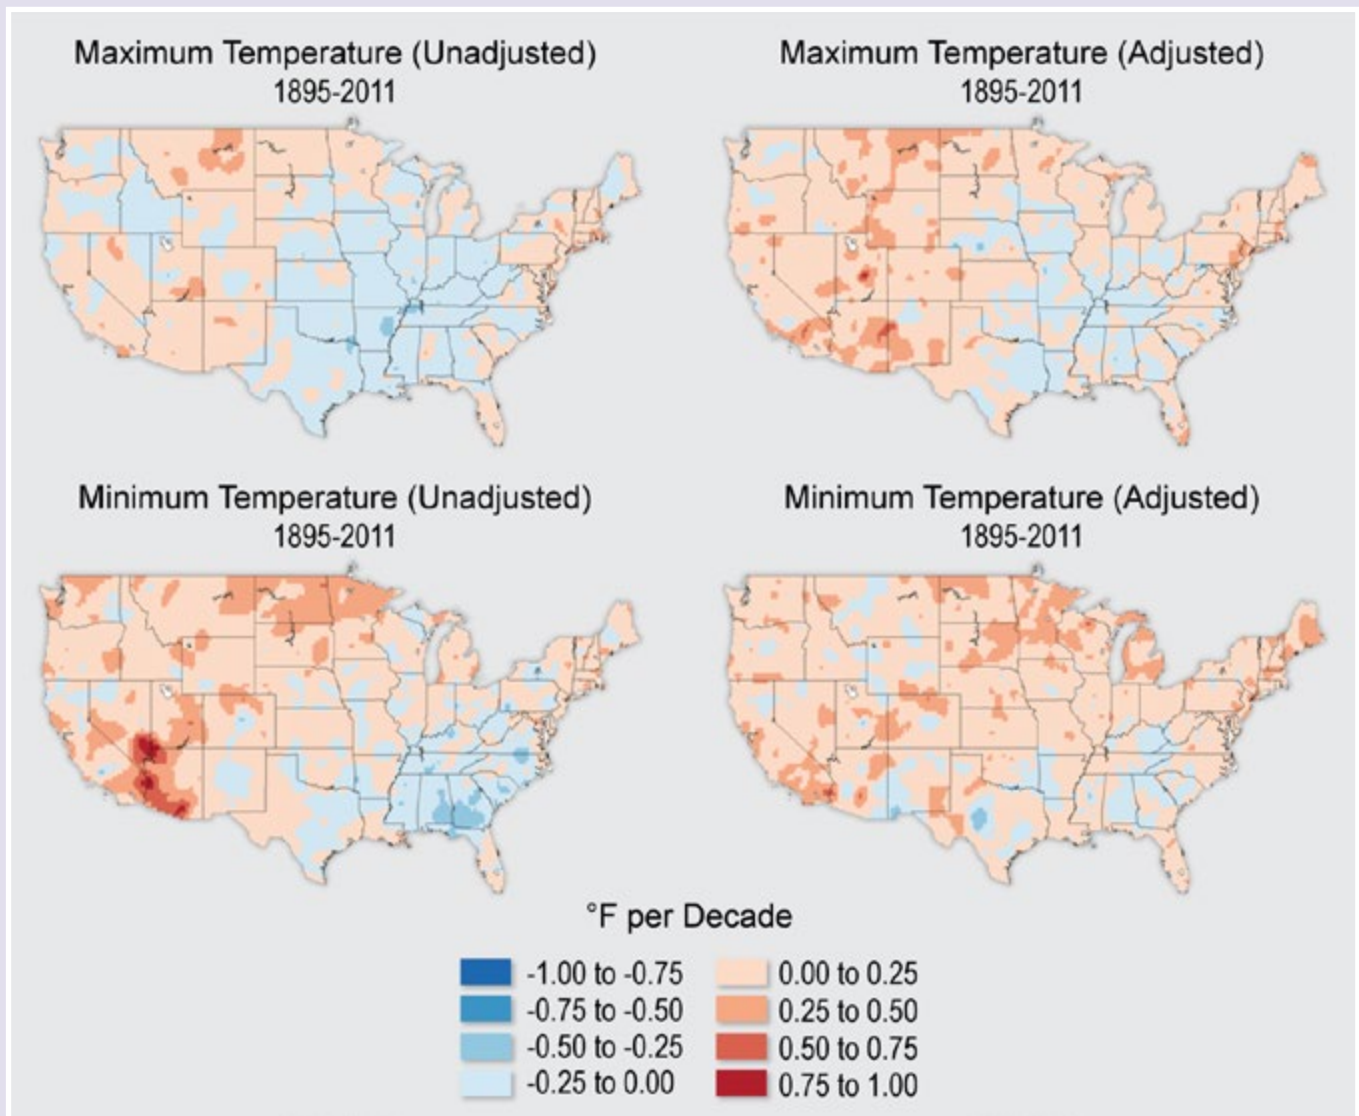 Maximum Temperature (Unadjusted)
1895-2011
Maximum Temperature (Adjusted)
1895-2011
Minimum Temperature (Unadjusted)
1895-2011
Minimum Temperature (Adjusted)
1895-2011
°F per Decade
-1.00 to -0.75
-0.75 to -0.50
-0.50 to -0.25
-0.25 to 0.00
0.00 to 0.25
0.25 to 0.50
0.50 to 0.75
0.75 to 1.00